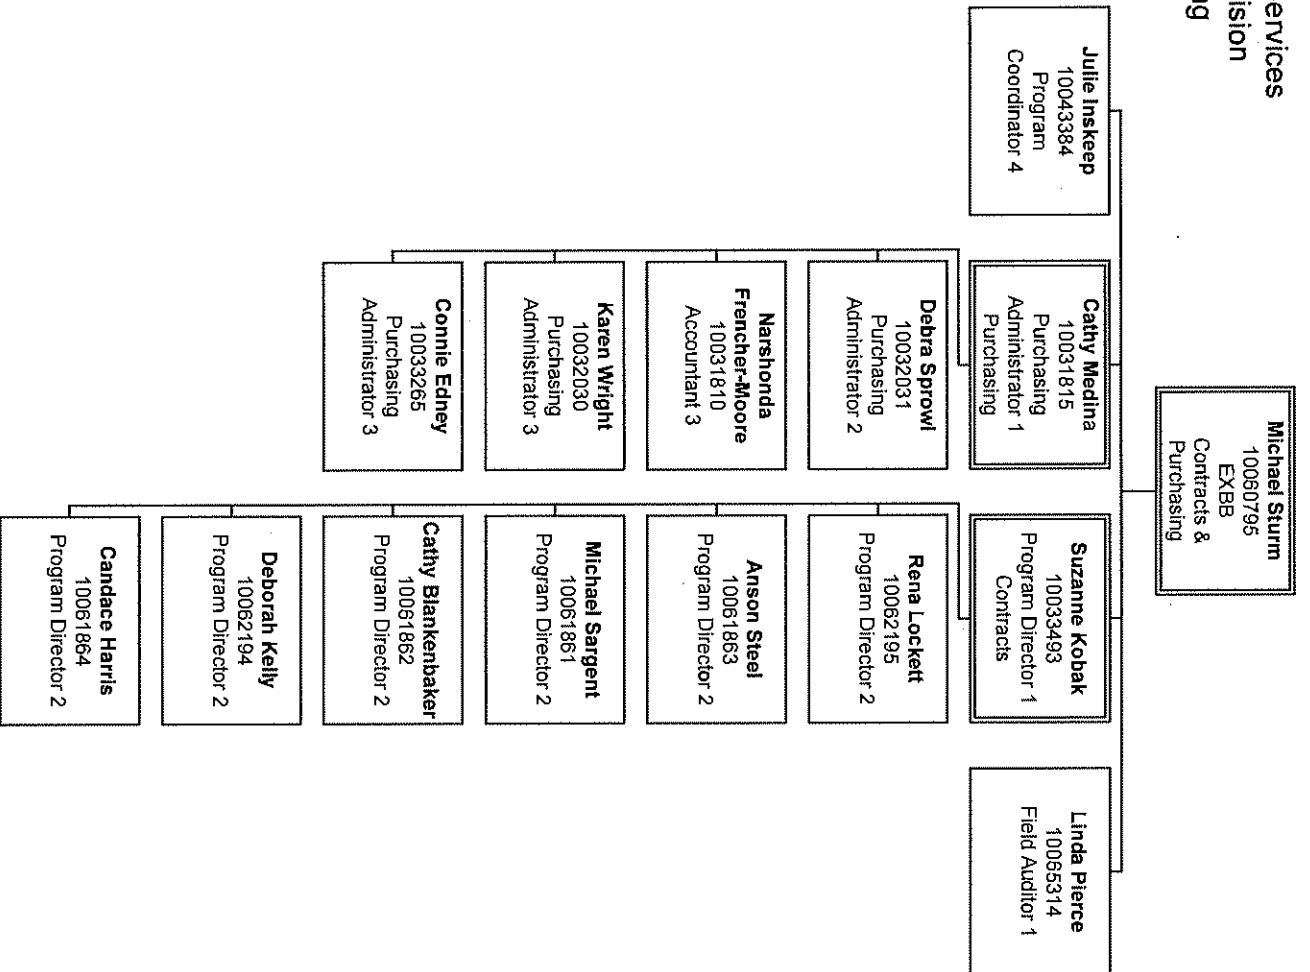 ervices
ision
ng
Michael Sturm
10060795
EXBB
Contracts &
Purchasing
Julie Inskeep
10043384
Program
Coordinator 4
Cathy Medina
10031815
Purchasing
Administrator 1
Purchasing
Debra Sprowl
10032031
Purchasing
Administrator 2
Narshonda
Frencher-Moore
10031810
Accountant 3
Karen Wright
10032030
Purchasing
Administrator 3
Connie Edney
10033265
Purchasing
Administrator 3
Suzanne Kobak
10033493
Program Director 1
Contracts
Rena Lockett
10062195
Program Director 2
Anson Steel
10061863
Program Director 2
Michael Sargent
10061861
Program Director 2
Cathy Blankenbaker
10061862
Program Director 2
Deborah Kelly
10062194
Program Director 2
Candace Harris
10061864
Program Director 2
Linda Pierce
10065314
Field Auditor 1